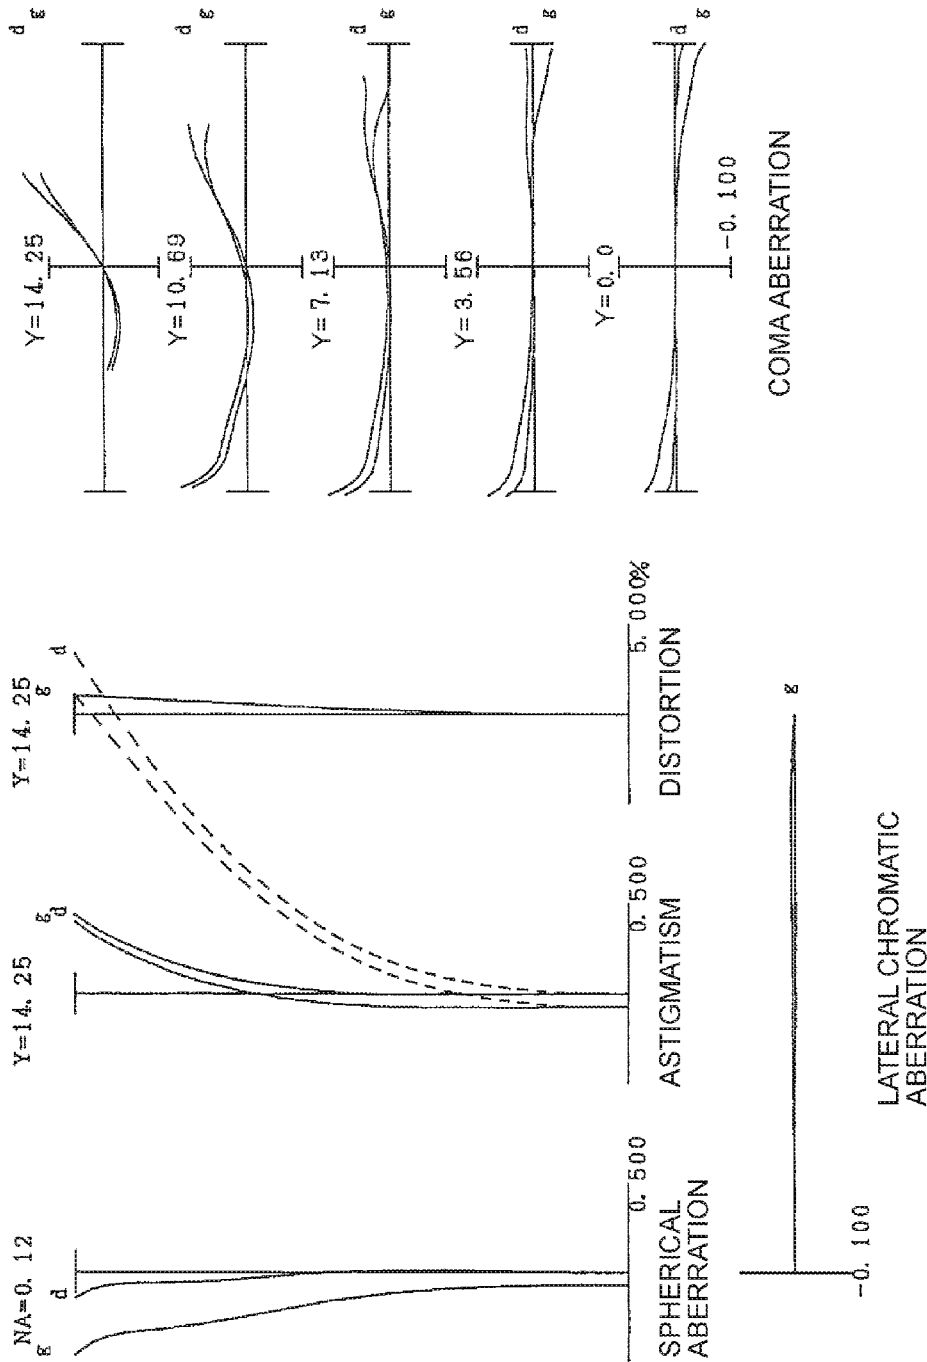 NA=0. 12
g
d
0. 500
SPHERICAL
ABERRATION
Y=14. 25
g
d
0. 500
ASTIGMATISM
Y=14. 25
g
d
5. 000%
DISTORTION
Y=14. 25
d
g
Y=10. 69
d
g
Y=7. 13
d
g
Y=3. 56
d
g
Y=0. 0
d
g
-0. 100
COMA ABERRATION
g
-0. 100
LATERAL CHROMATIC
ABERRATION